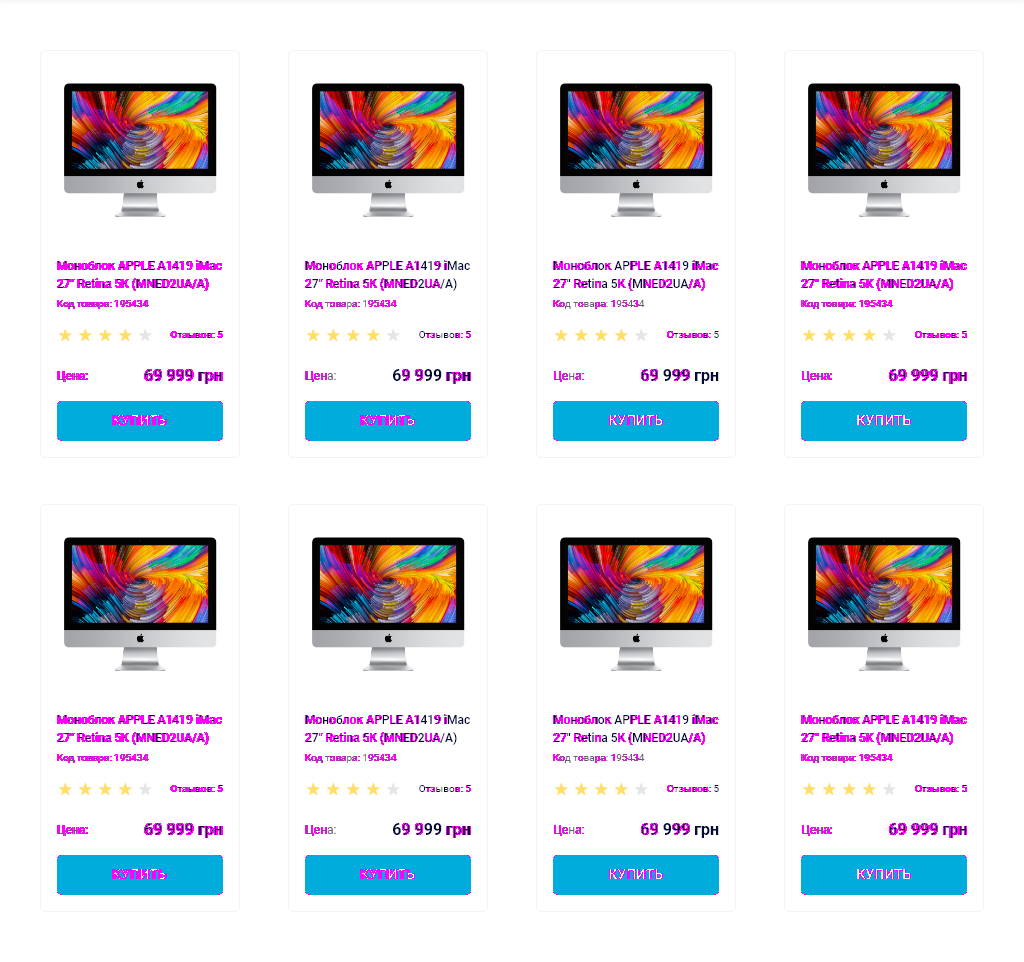 Моноблок APPLE A1419 iMac
27" Retina 5K (MNED2UA/A)
Код товара: 195434
Отзывов: 5
Цена: 69 999 грн
КУПИТЬ
Моноблок APPLE A1419 iMac
27" Retina 5K (MNED2UA/A)
Код товара: 195434
Отзывов: 5
Цена: 69 999 грн
КУПИТЬ
Моноблок APPLE A1419 iMac
27" Retina 5K (MNED2UA/A)
Код товара: 195434
Отзывов: 5
Цена: 69 999 грн
КУПИТЬ
Моноблок APPLE A1419 iMac
27" Retina 5K (MNED2UA/A)
Код товара: 195434
Отзывов: 5
Цена: 69 999 грн
КУПИТЬ
Моноблок APPLE A1419 iMac
27" Retina 5K (MNED2UA/A)
Код товара: 195434
Отзывов: 5
Цена: 69 999 грн
КУПИТЬ
Моноблок APPLE A1419 iMac
27" Retina 5K (MNED2UA/A)
Код товара: 195434
Отзывов: 5
Цена: 69 999 грн
КУПИТЬ
Моноблок APPLE A1419 iMac
27" Retina 5K (MNED2UA/A)
Код товара: 195434
Отзывов: 5
Цена: 69 999 грн
КУПИТЬ
Моноблок APPLE A1419 iMac
27" Retina 5K (MNED2UA/A)
Код товара: 195434
Отзывов: 5
Цена: 69 999 грн
КУПИТЬ